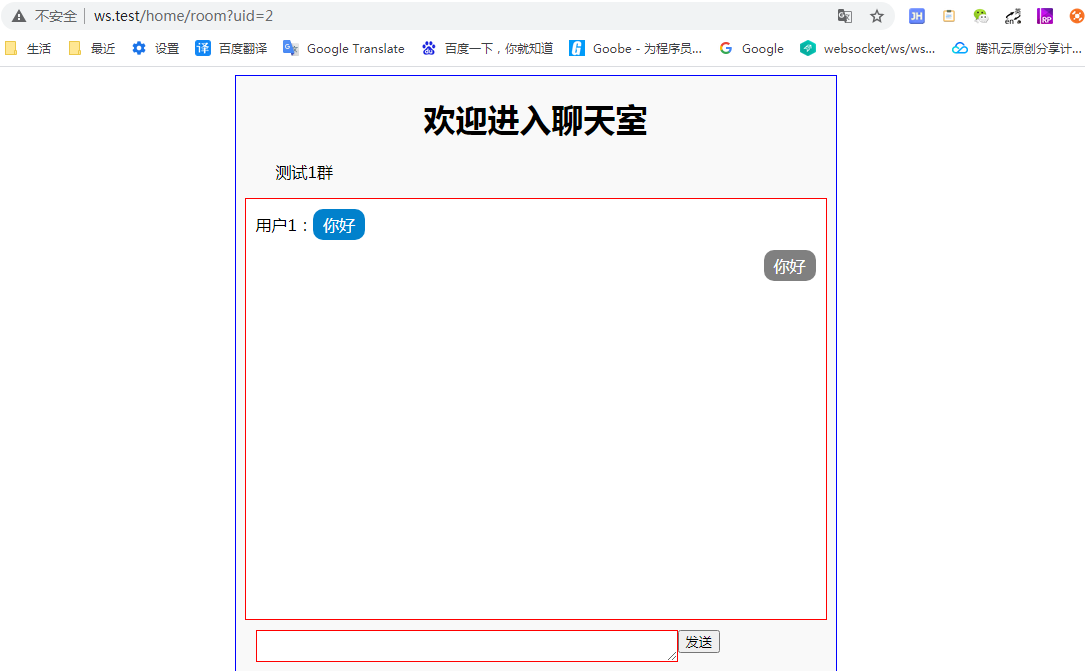 不安全 ws.test/home/room?uid=2
生活 最近 设置 百度翻译 Google Translate 百度一下，你就知道 Goobe - 为程序员... Google websocket/ws/ws... 腾讯云原创分享计...
欢迎进入聊天室
测试1群
用户1：你好
你好
发送